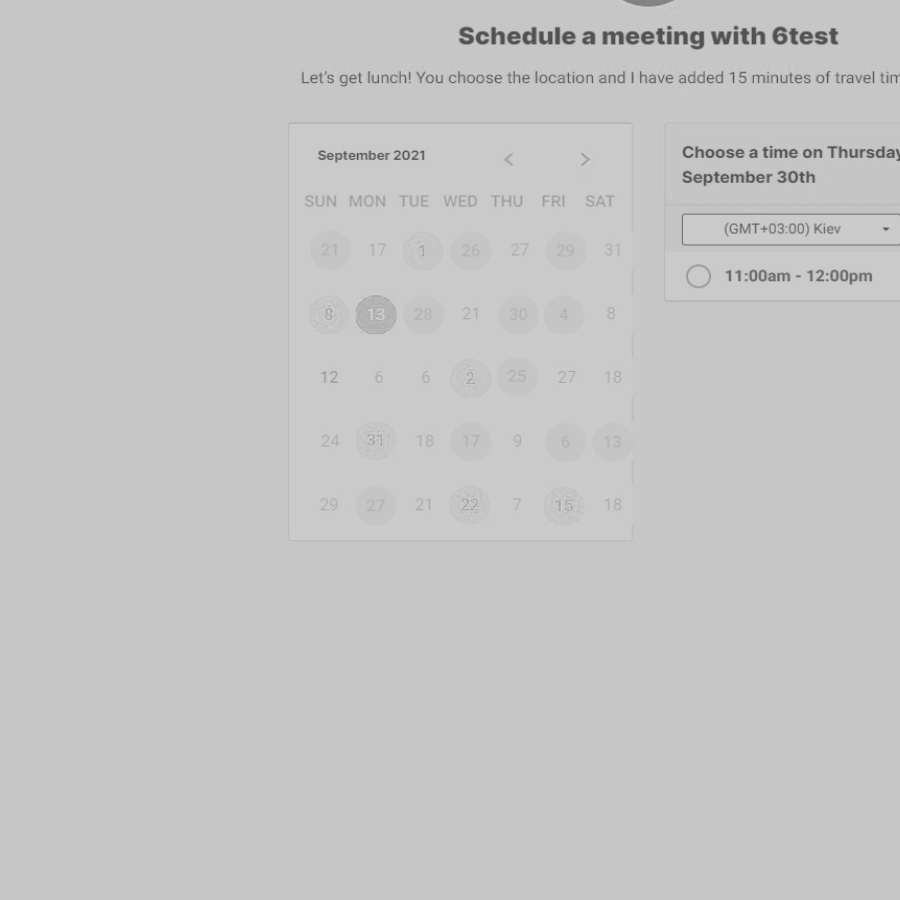 Schedule a meeting with 6test
Let's get lunch! You choose the location and I have added 15 minutes of travel
September 2021
SUN MON TUE WED THU FRI SAT
21 17 1 26 27 29 31
8 13 28 21 30 4 8
12 6 6 2 25 27 18
24 31 18 17 9 6 13
29 27 21 22 7 15 18
Choose a time on Thursday
September 30th
(GMT+03:00) Kiev
11:00am - 12:00pm